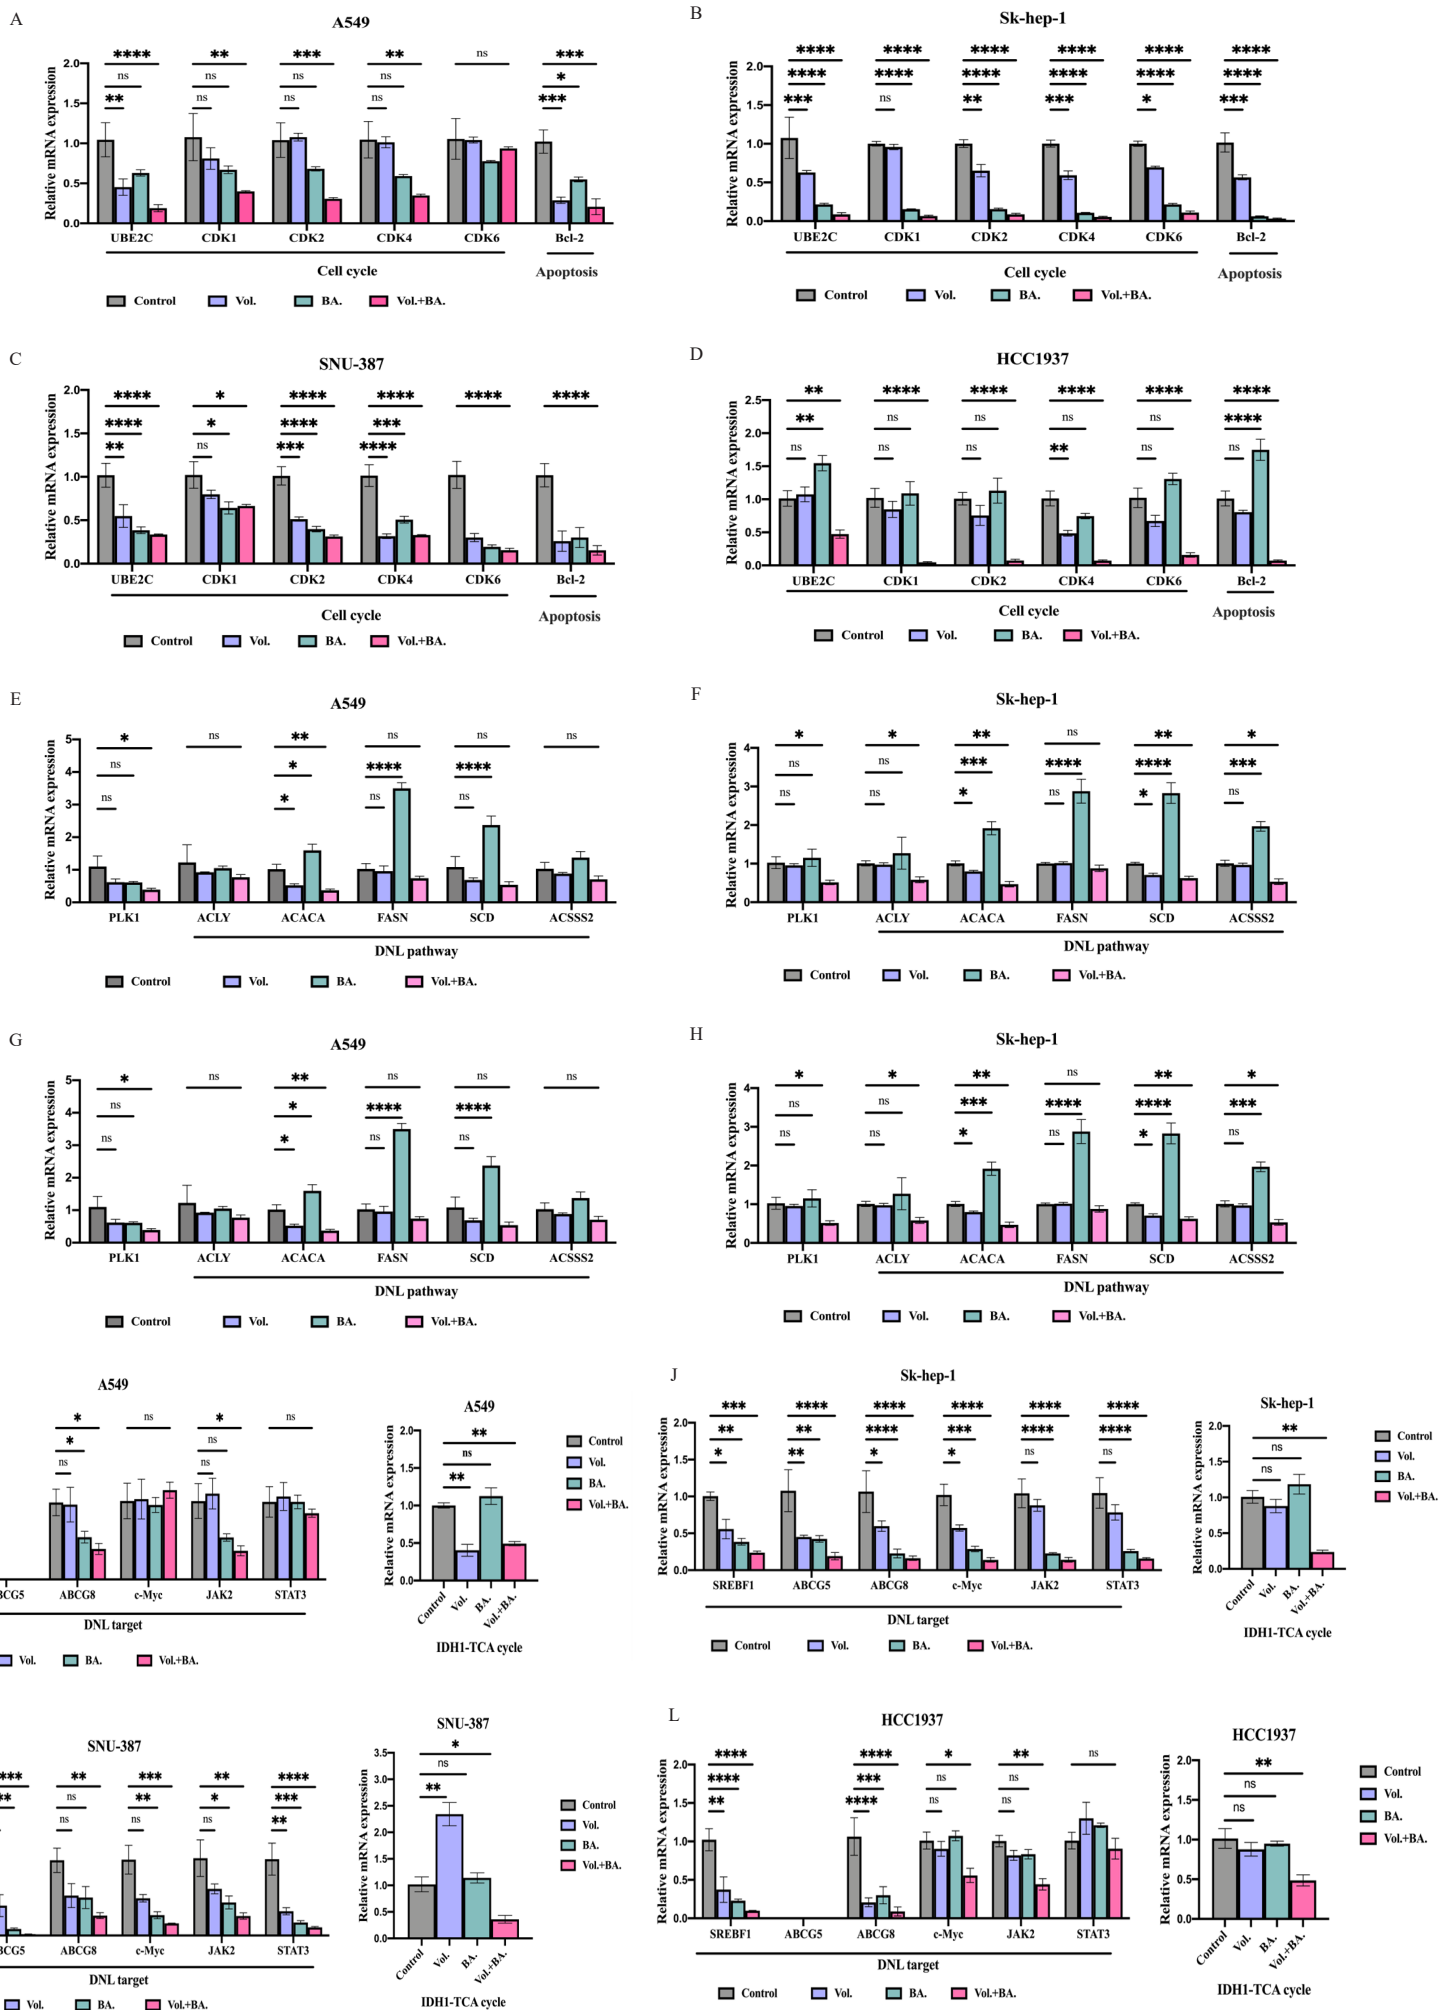 A
A549
Relative mRNA expression
2.0
1.5
1.0
0.5
0.0
**** ** *** ** ns ***
ns ns ns ns *
** ns ns ns ***
UBE2C CDK1 CDK2 CDK4 CDK6 Bcl-2
Cell cycle Apoptosis
Control Vol. BA. Vol.+BA.
B
Sk-hep-1
Relative mRNA expression
2.0
1.5
1.0
0.5
0.0
**** **** **** **** **** ****
**** **** **** **** **** ****
*** ns ** *** * ***
UBE2C CDK1 CDK2 CDK4 CDK6 Bcl-2
Cell cycle Apoptosis
Control Vol. BA. Vol.+BA.
C
SNU-387
Relative mRNA expression
2.0
1.5
1.0
0.5
0.0
**** * **** **** **** ****
**** * **** ***
** ns *** ****
UBE2C CDK1 CDK2 CDK4 CDK6 Bcl-2
Cell cycle Apoptosis
Control Vol. BA. Vol.+BA.
D
HCC1937
Relative mRNA expression
2.5
2.0
1.5
1.0
0.5
0.0
** **** **** **** **** ****
** ns ns ns ns ****
ns ns ns ** ns ns
UBE2C CDK1 CDK2 CDK4 CDK6 Bcl-2
Cell cycle Apoptosis
Control Vol. BA. Vol.+BA.
E
A549
Relative mRNA expression
5
4
3
2
1
0
* ns ** ns ns ns
ns * **** ****
ns * ns ns
PLK1 ACLY ACACA FASN SCD ACSSS2
DNL pathway
Control Vol. BA. Vol.+BA.
F
Sk-hep-1
Relative mRNA expression
4
3
2
1
0
* * ** ns ** *
ns ns *** **** **** ***
ns ns * ns * ns
PLK1 ACLY ACACA FASN SCD ACSSS2
DNL pathway
Control Vol. BA. Vol.+BA.
G
A549
Relative mRNA expression
5
4
3
2
1
0
* ns ** ns ns ns
ns * **** ****
ns * ns ns
PLK1 ACLY ACACA FASN SCD ACSSS2
DNL pathway
Control Vol. BA. Vol.+BA.
H
Sk-hep-1
Relative mRNA expression
4
3
2
1
0
* * ** ns ** *
ns ns *** **** **** ***
ns ns * ns * ns
PLK1 ACLY ACACA FASN SCD ACSSS2
DNL pathway
Control Vol. BA. Vol.+BA.
A549
* ns * ns
* ns
ns ns
BCG5 ABCG8 c-Myc JAK2 STAT3
DNL target
Vol. BA. Vol.+BA.
A549
Relative mRNA expression
2.0
1.5
1.0
0.5
0.0
**
ns
**
Control Vol. BA. Vol.+BA.
IDH1-TCA cycle
Control
Vol.
BA.
Vol.+BA.
J
Sk-hep-1
Relative mRNA expression
2.0
1.5
1.0
0.5
0.0
*** **** **** **** **** ****
** ** **** *** **** ****
* ** * * ns ns
SREBF1 ABCG5 ABCG8 c-Myc JAK2 STAT3
DNL target
Control Vol. BA. Vol.+BA.
Sk-hep-1
Relative mRNA expression
2.0
1.5
1.0
0.5
0.0
**
ns
ns
Control Vol. BA. Vol.+BA.
IDH1-TCA cycle
Control
Vol.
BA.
Vol.+BA.
SNU-387
*** ** *** ** ****
** ns ** * ***
ns ns ns **
BCG5 ABCG8 c-Myc JAK2 STAT3
DNL target
Vol. BA. Vol.+BA.
SNU-387
Relative mRNA expression
3.5
3.0
2.5
2.0
1.5
1.0
0.5
0.0
*
ns
**
Control Vol. BA. Vol.+BA.
IDH1-TCA cycle
Control
Vol.
BA.
Vol.+BA.
L
HCC1937
Relative mRNA expression
2.0
1.5
1.0
0.5
0.0
**** **** * ** ns
**** *** ns ns
** **** ns ns
SREBF1 ABCG5 ABCG8 c-Myc JAK2 STAT3
DNL target
Control Vol. BA. Vol.+BA.
HCC1937
Relative mRNA expression
2.0
1.5
1.0
0.5
0.0
**
ns
ns
Control Vol. BA. Vol.+BA.
IDH1-TCA cycle
Control
Vol.
BA.
Vol.+BA.